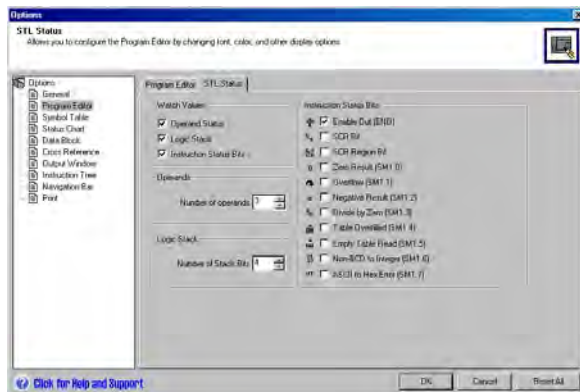 Options
STL Status
Allows you to configure the Program Editor by changing font, color, and other display options
Options
General
Program Editor
Symbol Table
Status Chart
Data Block
Cross Reference
Output Window
Instruction Tree
Navigation Bar
Print
Program Editor
STL Status
Watch Values
Operand Status
Logic Stack
Instruction Status Bits
Operands
Number of operands 3
Logic Stack
Number of Stack Bits 4
Instruction Status Bits
Enable Out (ENO)
SCR Bit
SCR Region Bit
Zero Result (SM1.0)
Overflow (SM1.1)
Negative Result (SM1.2)
Divide by Zero (SM1.3)
Table Overfilled (SM1.4)
Empty Table Read (SM1.5)
Non-BCD to Integer (SM1.6)
ASCII to Hex Error (SM1.7)
Click for Help and Support
OK
Cancel
Reset All